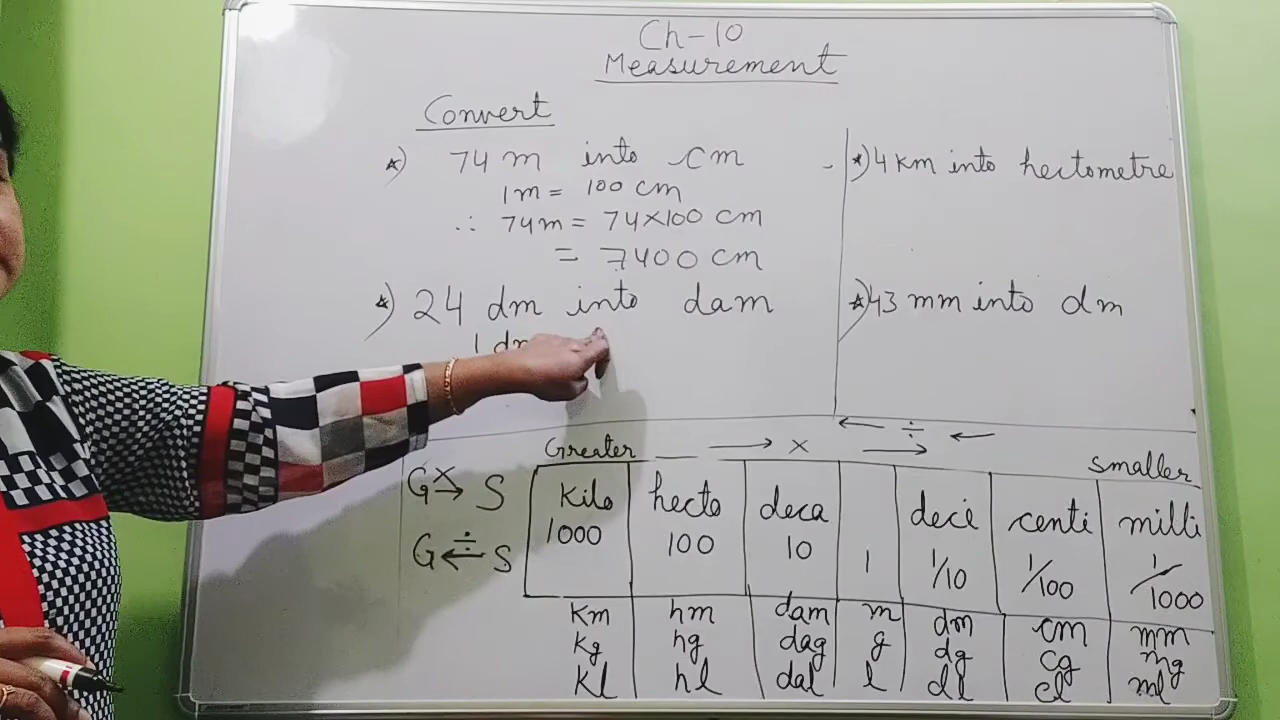 Ch-10
Measurement
Convert
*) 74 m into cm
1m = 100 cm
∴ 74m = 74×100 cm
= 7400 cm
*) 24 dm into dam
1 dm
*) 4 km into hectometre
*) 43 mm into dm
← ÷ ←
Greater → × → Smaller
G ×→ S
G ÷← S
Kilo hecto deca deci centi milli
1000 100 10 1 1/10 1/100 1/1000
km hm dam m dm cm mm
kg hg dag g dg cg mg
kl hl dal l dl cl ml